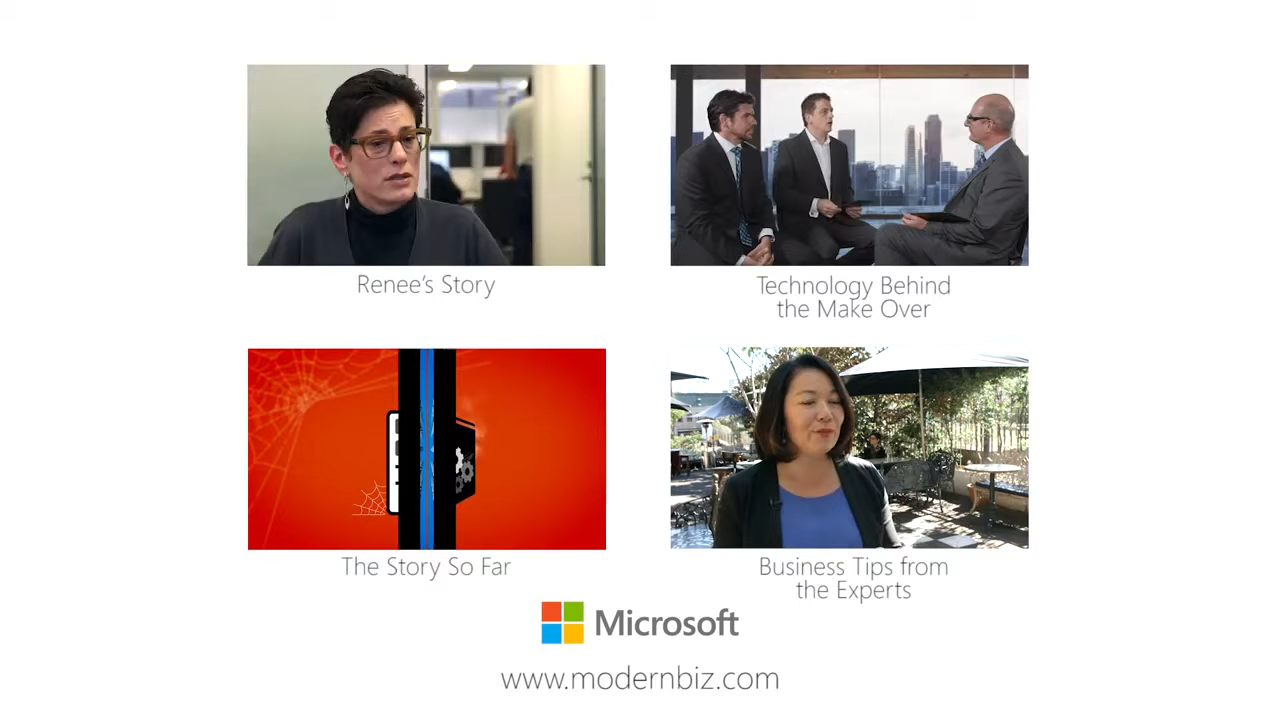 Renee's Story
Technology Behind
the Make Over
The Story So Far
Business Tips from
the Experts
Microsoft
www.modernbiz.com